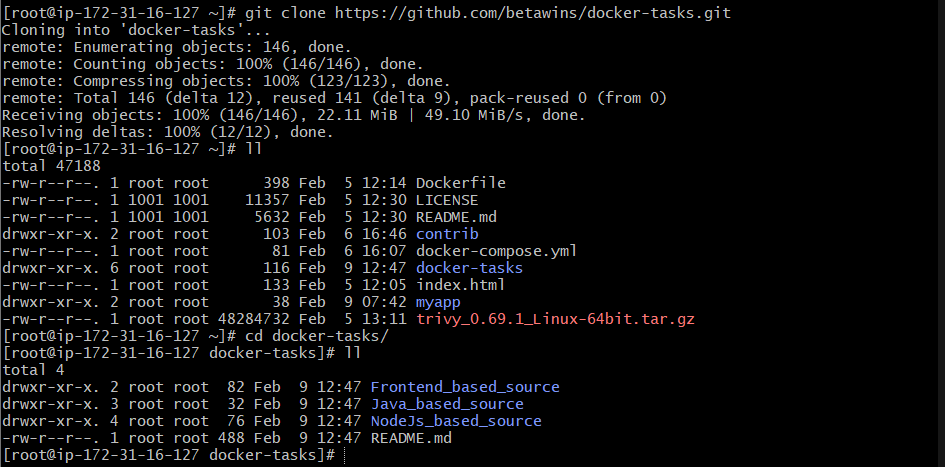 [root@ip-172-31-16-127 ~]# git clone https://github.com/betawins/docker-tasks.git
Cloning into 'docker-tasks'...
remote: Enumerating objects: 146, done.
remote: Counting objects: 100% (146/146), done.
remote: Compressing objects: 100% (123/123), done.
remote: Total 146 (delta 12), reused 141 (delta 9), pack-reused 0 (from 0)
Receiving objects: 100% (146/146), 22.11 MiB | 49.10 MiB/s, done.
Resolving deltas: 100% (12/12), done.
[root@ip-172-31-16-127 ~]# ll
total 47188
-rw-r--r--. 1 root root      398 Feb  5 12:14 Dockerfile
-rw-r--r--. 1 1001 1001    11357 Feb  5 12:30 LICENSE
-rw-r--r--. 1 1001 1001     5632 Feb  5 12:30 README.md
drwxr-xr-x. 2 root root      103 Feb  6 16:46 contrib
-rw-r--r--. 1 root root       81 Feb  6 16:07 docker-compose.yml
drwxr-xr-x. 6 root root      116 Feb  9 12:47 docker-tasks
-rw-r--r--. 1 root root      133 Feb  5 12:05 index.html
drwxr-xr-x. 2 root root       38 Feb  9 07:42 myapp
-rw-r--r--. 1 root root 48284732 Feb  5 13:11 trivy_0.69.1_Linux-64bit.tar.gz
[root@ip-172-31-16-127 ~]# cd docker-tasks/
[root@ip-172-31-16-127 docker-tasks]# ll
total 4
drwxr-xr-x. 2 root root  82 Feb  9 12:47 Frontend_based_source
drwxr-xr-x. 3 root root  32 Feb  9 12:47 Java_based_source
drwxr-xr-x. 4 root root  76 Feb  9 12:47 NodeJs_based_source
-rw-r--r--. 1 root root 488 Feb  9 12:47 README.md
[root@ip-172-31-16-127 docker-tasks]#